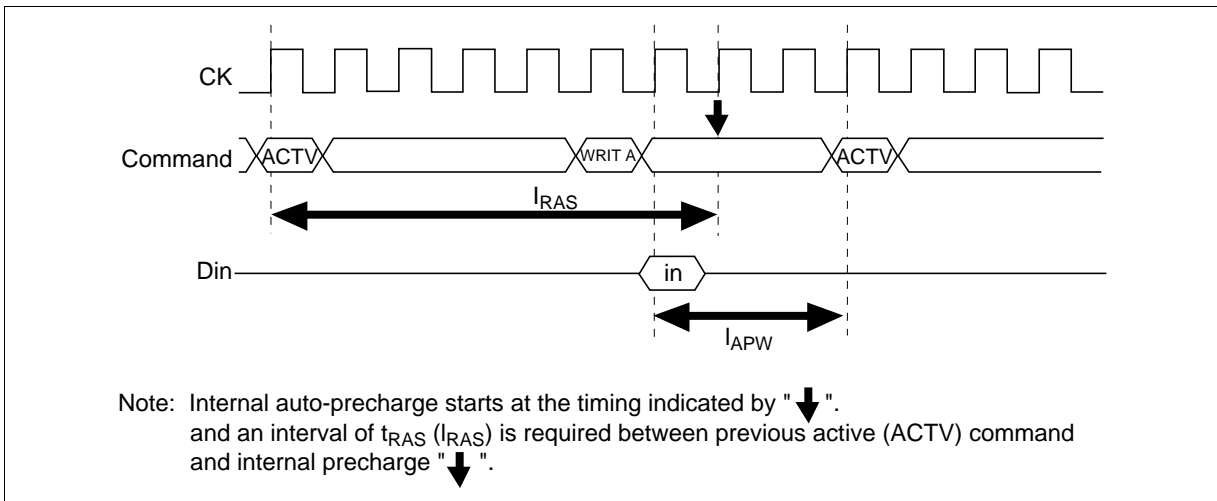 CK
Command ACTV WRIT A ACTV
lRAS
Din in
lAPW
Note: Internal auto-precharge starts at the timing indicated by " ".
and an interval of tRAS (lRAS) is required between previous active (ACTV) command
and internal precharge " ".